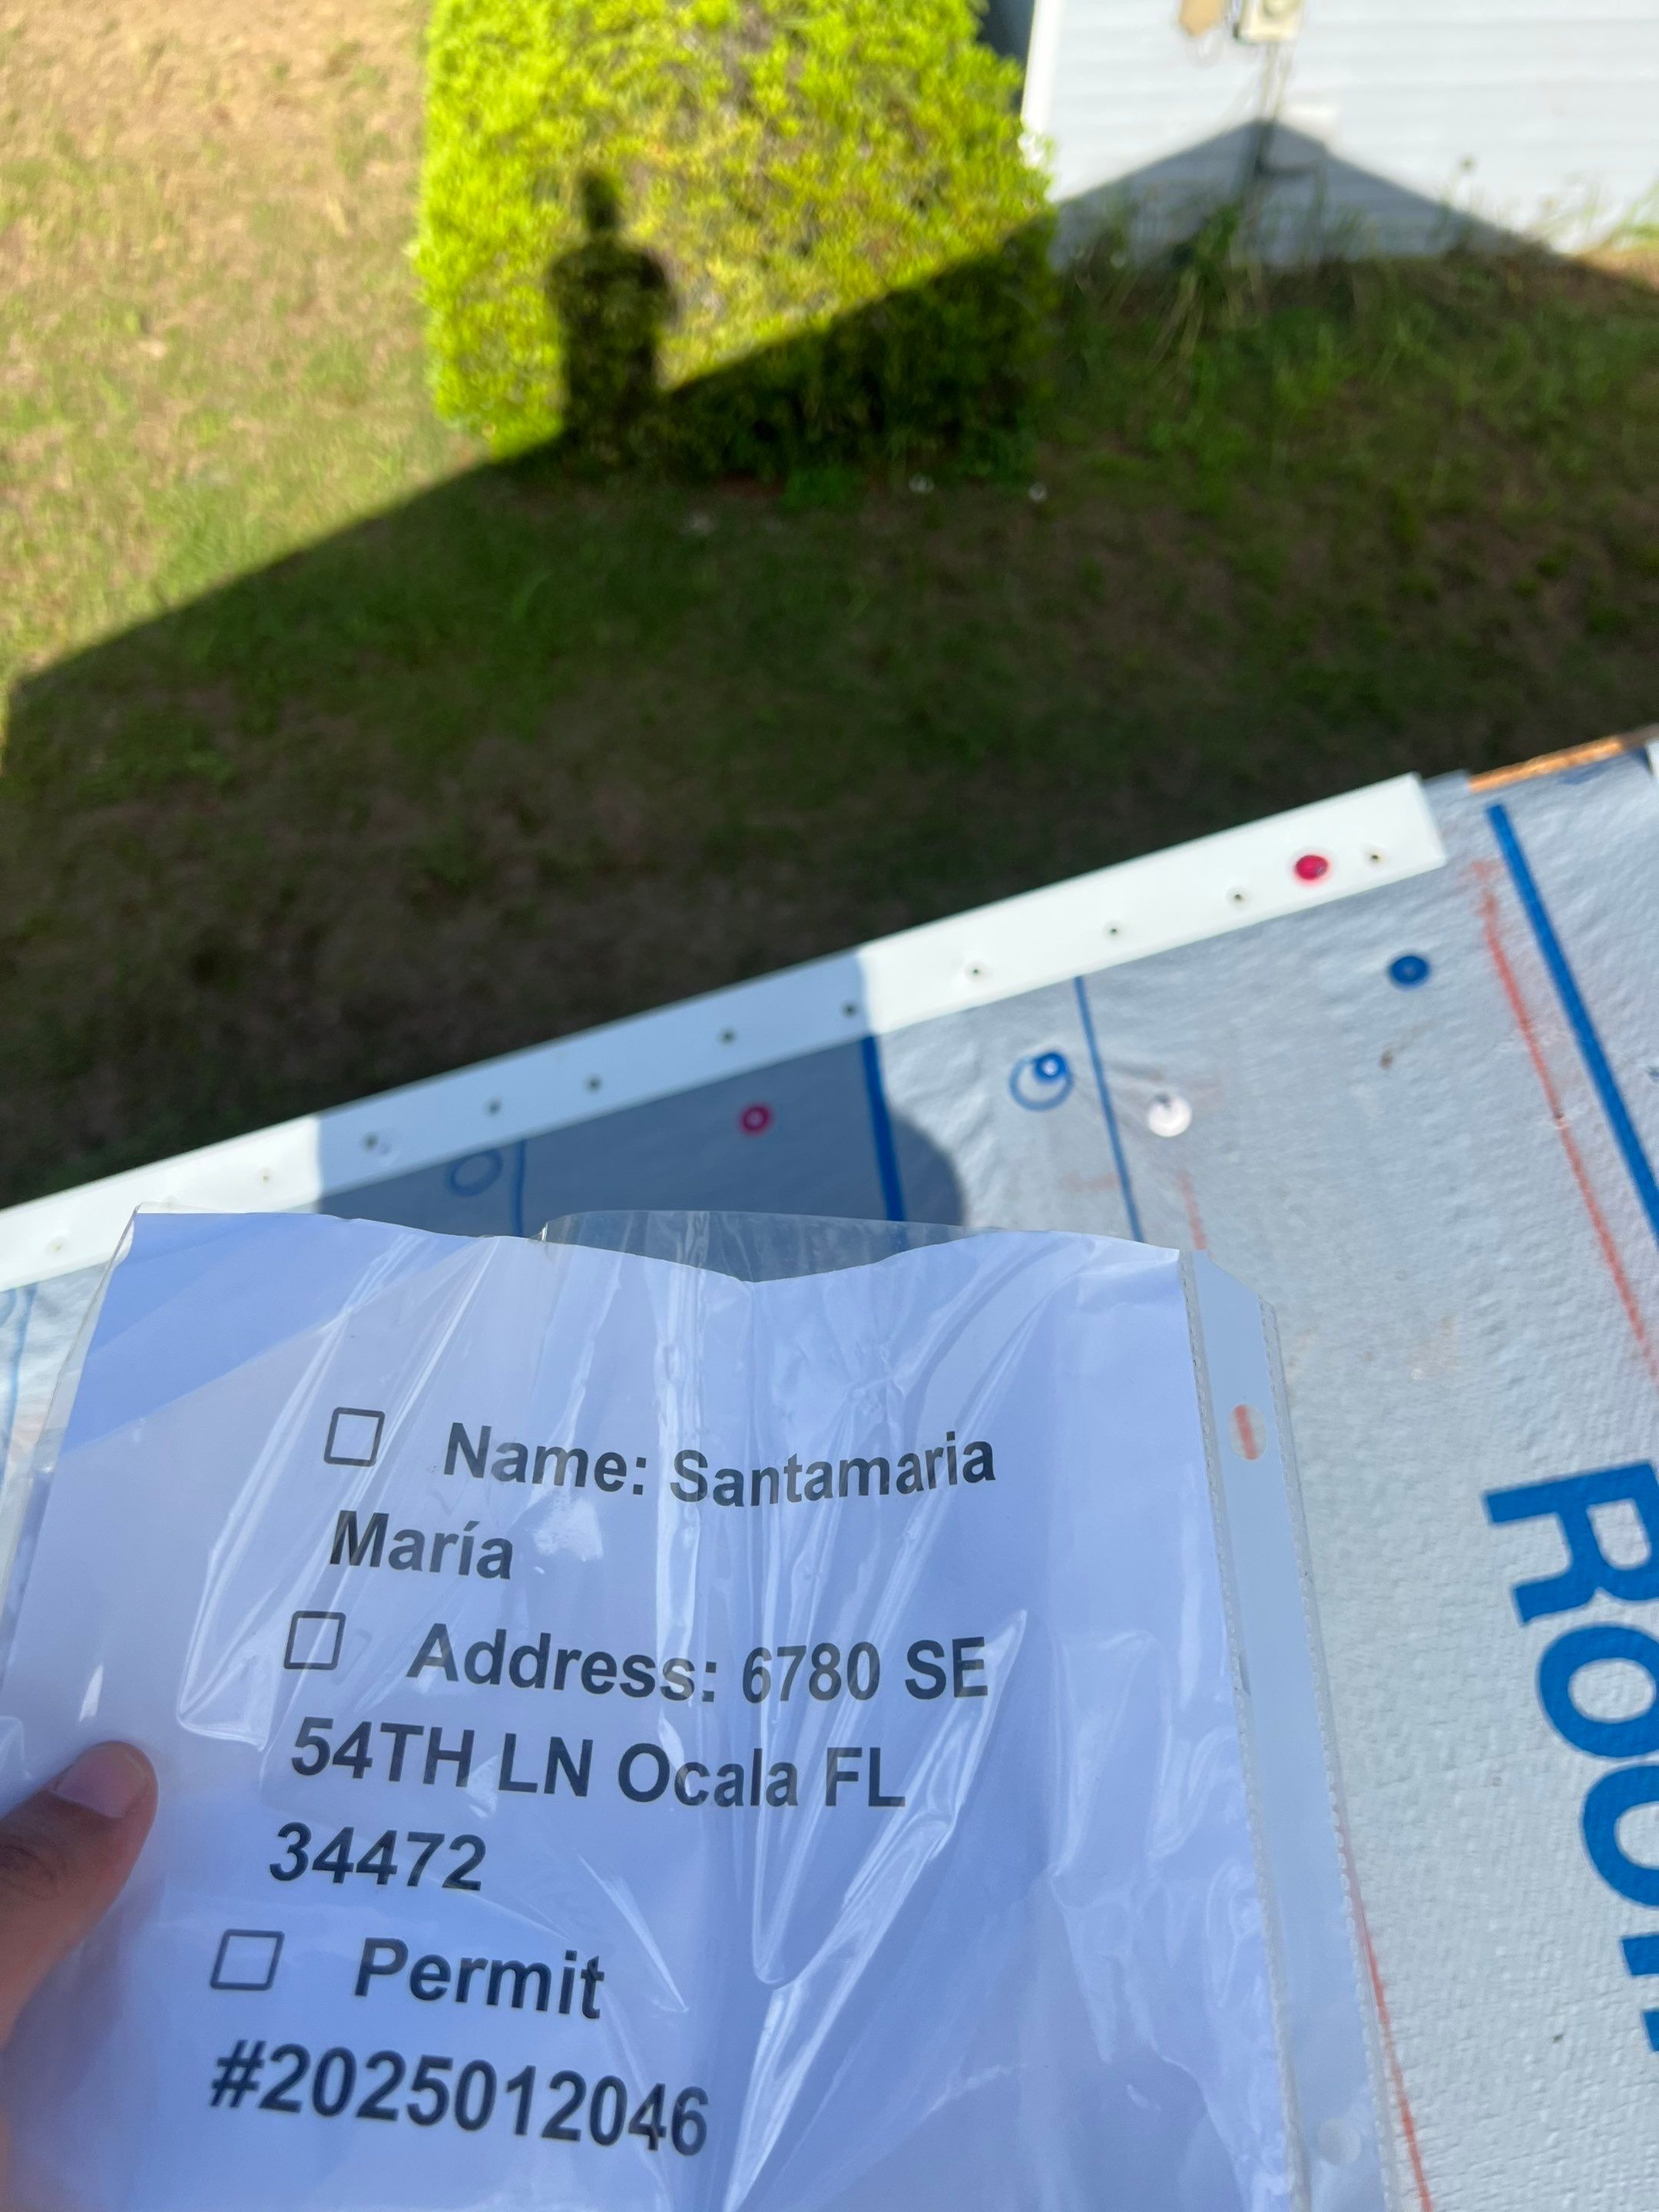 ☐ Name: Santamaria
María
☐ Address: 6780 SE
54TH LN Ocala FL
34472
☐ Permit
#2025012046